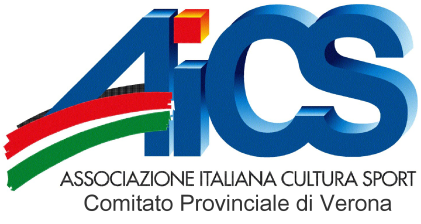 AiCS
ASSOCIAZIONE ITALIANA CULTURA SPORT
Comitato Provinciale di Verona